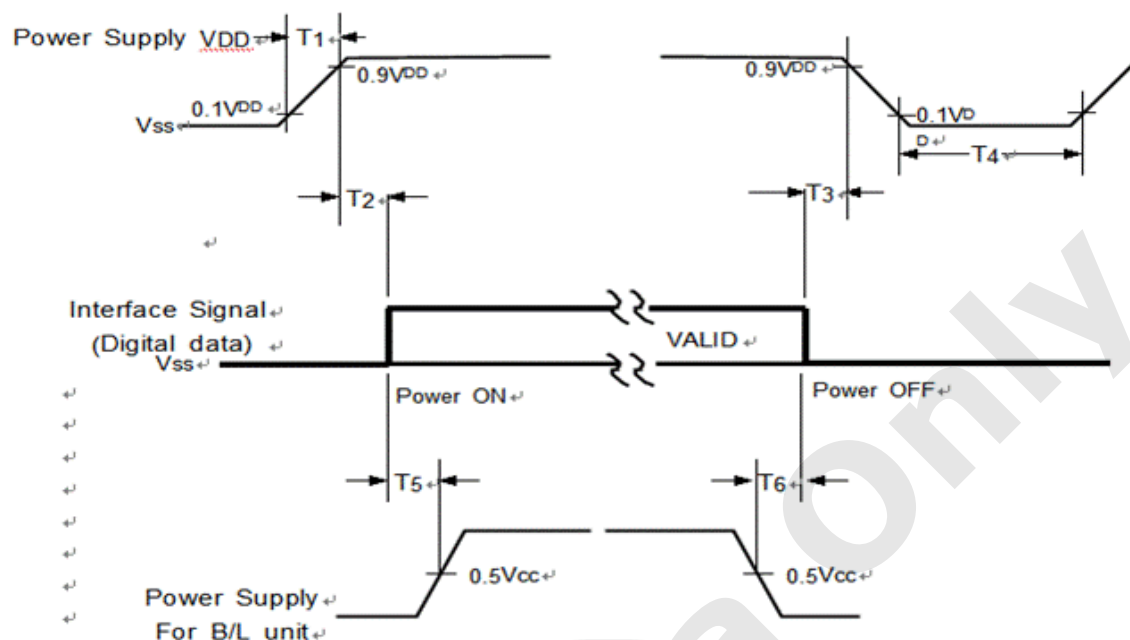 Power Supply VDD
T1
0.9VDD
0.9VDD
0.1VDD
Vss
0.1VD
D
T4
T2
T3
Interface Signal
(Digital data)
Vss
VALID
Power ON
Power OFF
T5
T6
0.5Vcc
0.5Vcc
Power Supply
For B/L unit
a Only